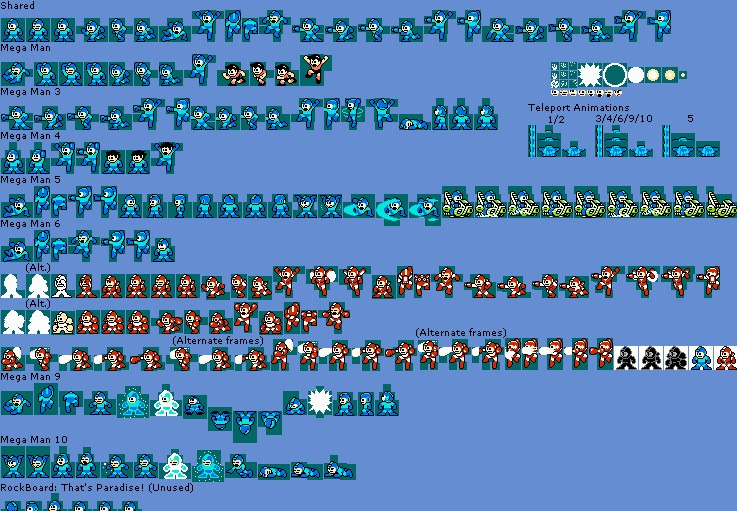 Shared
Mega Man
Mega Man 3
Teleport Animations
1/2 3/4/6/9/10 5
Mega Man 4
Mega Man 5
Mega Man 6
(Alt.)
(Alt.)
(Alternate frames)
(Alternate frames)
Mega Man 9
Mega Man 10
RockBoard: That's Paradise! (Unused)